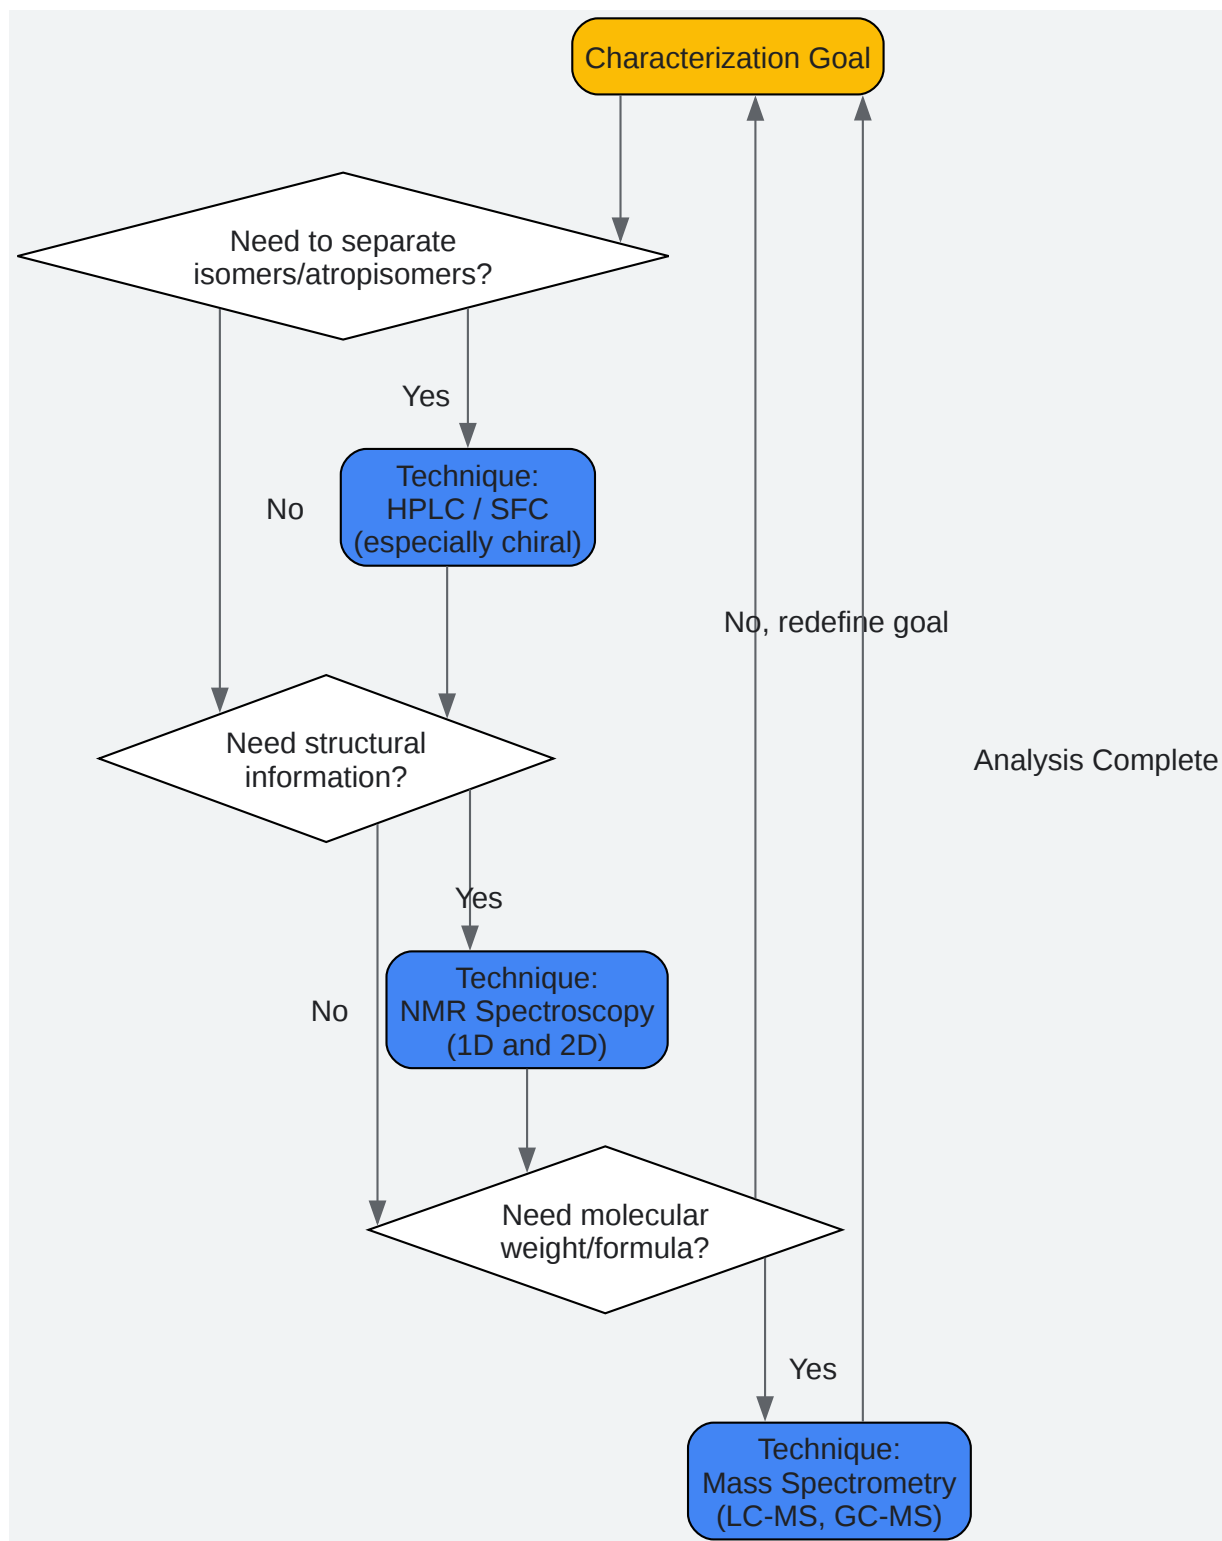 Characterization Goal
Need to separate
isomers/atropisomers?
Yes
Technique:
HPLC / SFC
(especially chiral)
No
No, redefine goal
Need structural
information?
Analysis Complete
Yes
Technique:
NMR Spectroscopy
(1D and 2D)
No
Need molecular
weight/formula?
Yes
Technique:
Mass Spectrometry
(LC-MS, GC-MS)